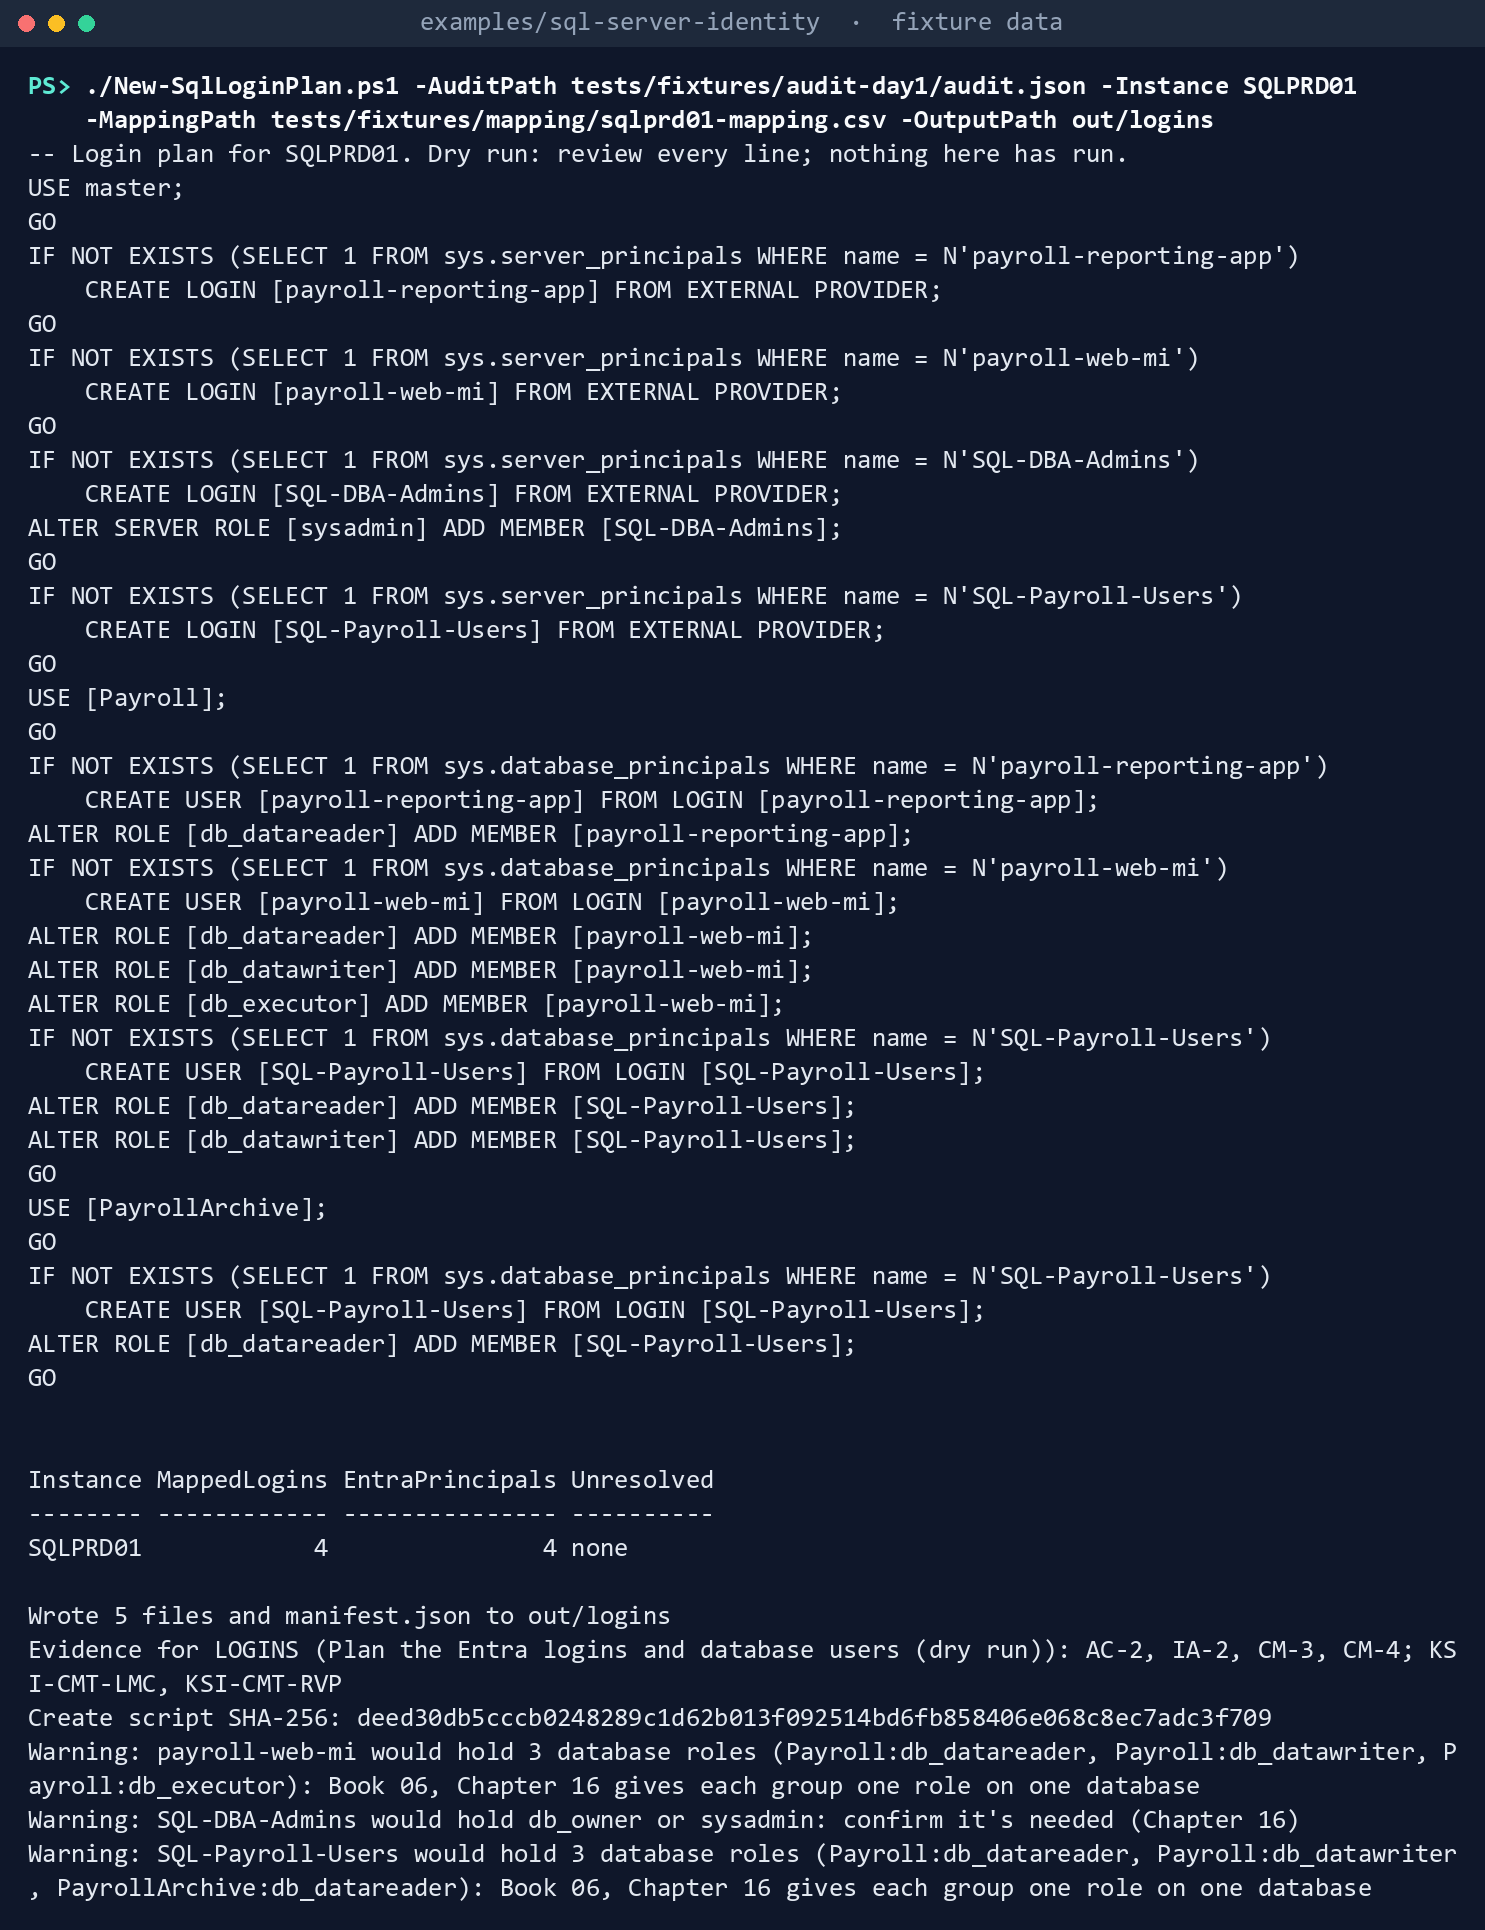 examples/sql-server-identity  ·  fixture data
PS> ./New-SqlLoginPlan.ps1 -AuditPath tests/fixtures/audit-day1/audit.json -Instance SQLPRD01
    -MappingPath tests/fixtures/mapping/sqlprd01-mapping.csv -OutputPath out/logins
-- Login plan for SQLPRD01. Dry run: review every line; nothing here has run.
USE master;
GO
IF NOT EXISTS (SELECT 1 FROM sys.server_principals WHERE name = N'payroll-reporting-app')
    CREATE LOGIN [payroll-reporting-app] FROM EXTERNAL PROVIDER;
GO
IF NOT EXISTS (SELECT 1 FROM sys.server_principals WHERE name = N'payroll-web-mi')
    CREATE LOGIN [payroll-web-mi] FROM EXTERNAL PROVIDER;
GO
IF NOT EXISTS (SELECT 1 FROM sys.server_principals WHERE name = N'SQL-DBA-Admins')
    CREATE LOGIN [SQL-DBA-Admins] FROM EXTERNAL PROVIDER;
ALTER SERVER ROLE [sysadmin] ADD MEMBER [SQL-DBA-Admins];
GO
IF NOT EXISTS (SELECT 1 FROM sys.server_principals WHERE name = N'SQL-Payroll-Users')
    CREATE LOGIN [SQL-Payroll-Users] FROM EXTERNAL PROVIDER;
GO
USE [Payroll];
GO
IF NOT EXISTS (SELECT 1 FROM sys.database_principals WHERE name = N'payroll-reporting-app')
    CREATE USER [payroll-reporting-app] FROM LOGIN [payroll-reporting-app];
ALTER ROLE [db_datareader] ADD MEMBER [payroll-reporting-app];
IF NOT EXISTS (SELECT 1 FROM sys.database_principals WHERE name = N'payroll-web-mi')
    CREATE USER [payroll-web-mi] FROM LOGIN [payroll-web-mi];
ALTER ROLE [db_datareader] ADD MEMBER [payroll-web-mi];
ALTER ROLE [db_datawriter] ADD MEMBER [payroll-web-mi];
ALTER ROLE [db_executor] ADD MEMBER [payroll-web-mi];
IF NOT EXISTS (SELECT 1 FROM sys.database_principals WHERE name = N'SQL-Payroll-Users')
    CREATE USER [SQL-Payroll-Users] FROM LOGIN [SQL-Payroll-Users];
ALTER ROLE [db_datareader] ADD MEMBER [SQL-Payroll-Users];
ALTER ROLE [db_datawriter] ADD MEMBER [SQL-Payroll-Users];
GO
USE [PayrollArchive];
GO
IF NOT EXISTS (SELECT 1 FROM sys.database_principals WHERE name = N'SQL-Payroll-Users')
    CREATE USER [SQL-Payroll-Users] FROM LOGIN [SQL-Payroll-Users];
ALTER ROLE [db_datareader] ADD MEMBER [SQL-Payroll-Users];
GO
Instance MappedLogins EntraPrincipals Unresolved
-------- ------------ --------------- ----------
SQLPRD01            4               4 none
Wrote 5 files and manifest.json to out/logins
Evidence for LOGINS (Plan the Entra logins and database users (dry run)): AC-2, IA-2, CM-3, CM-4; KS
I-CMT-LMC, KSI-CMT-RVP
Create script SHA-256: deed30db5cccb0248289c1d62b013f092514bd6fb858406e068c8ec7adc3f709
Warning: payroll-web-mi would hold 3 database roles (Payroll:db_datareader, Payroll:db_datawriter, P
ayroll:db_executor): Book 06, Chapter 16 gives each group one role on one database
Warning: SQL-DBA-Admins would hold db_owner or sysadmin: confirm it's needed (Chapter 16)
Warning: SQL-Payroll-Users would hold 3 database roles (Payroll:db_datareader, Payroll:db_datawriter
, PayrollArchive:db_datareader): Book 06, Chapter 16 gives each group one role on one database